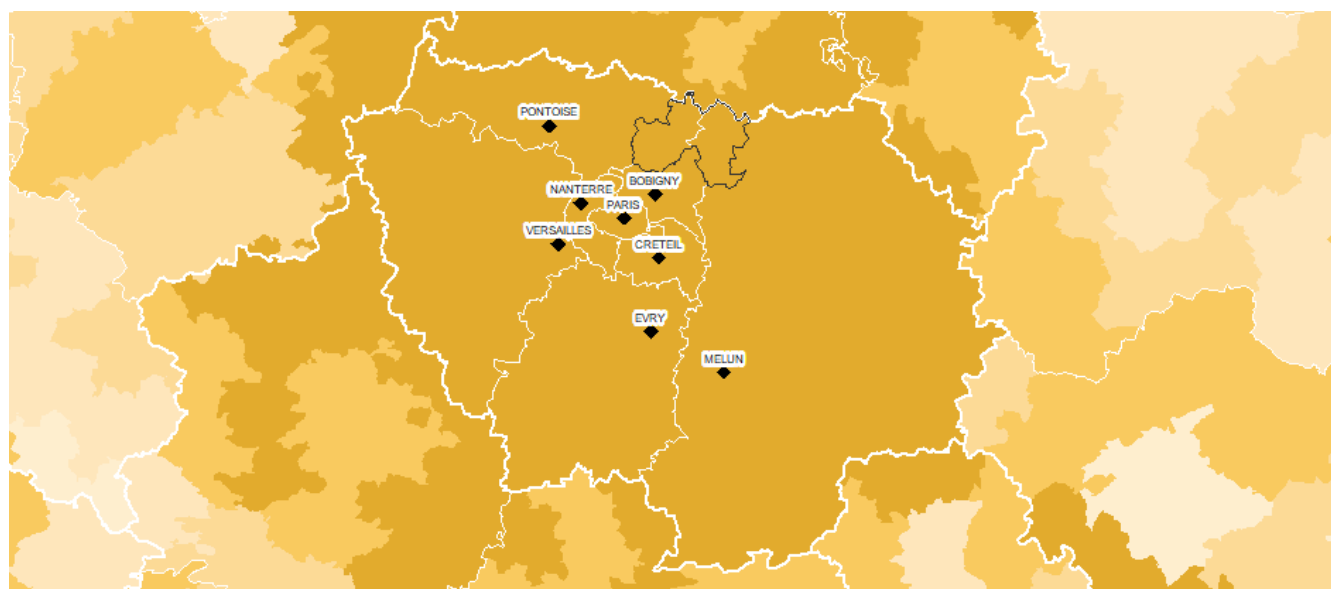 PONTOISE
BOBIGNY
NANTERRE
PARIS
VERSAILLES
CRETEIL
EVRY
MELUN